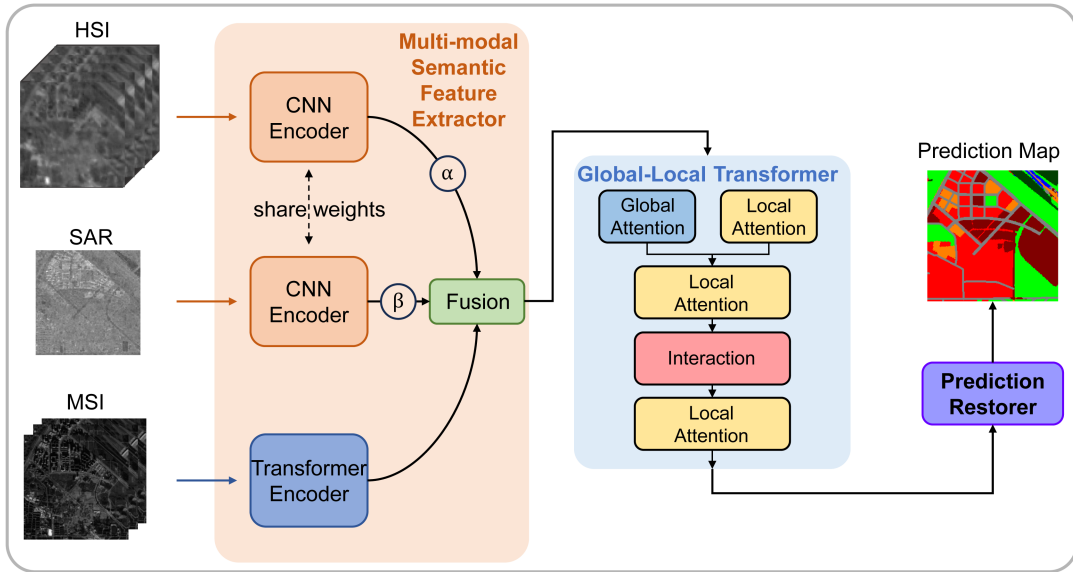 HSI
Multi-modal
Semantic
Feature
Extractor
CNN
Encoder
α
share weights
SAR
CNN
Encoder
β
Fusion
MSI
Transformer
Encoder
Global-Local Transformer
Global
Attention
Local
Attention
Local
Attention
Interaction
Local
Attention
Prediction Map
Prediction
Restorer